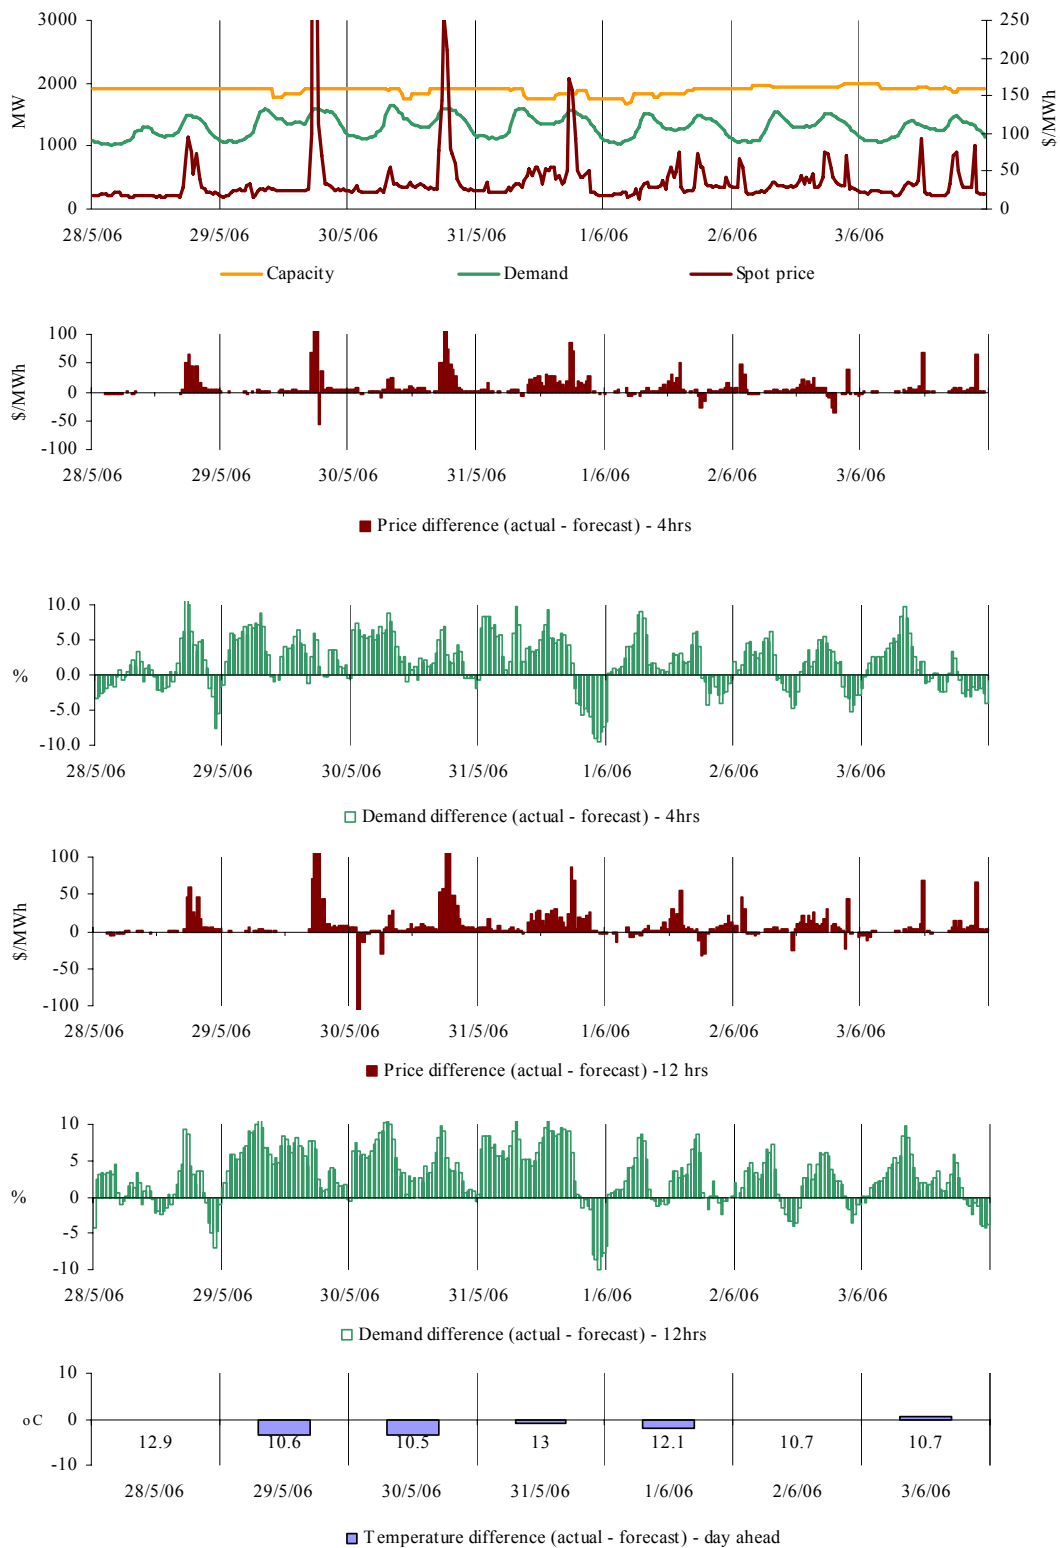 3000
2000
1000
0
MW
250
200
150
100
50
0
$/MWh
28/5/06 29/5/06 30/5/06 31/5/06 1/6/06 2/6/06 3/6/06
Capacity Demand Spot price
100
50
0
-50
-100
$/MWh
28/5/06 29/5/06 30/5/06 31/5/06 1/6/06 2/6/06 3/6/06
Price difference (actual - forecast) - 4hrs
10.0
5.0
0.0
-5.0
-10.0
%
28/5/06 29/5/06 30/5/06 31/5/06 1/6/06 2/6/06 3/6/06
Demand difference (actual - forecast) - 4hrs
100
50
0
-50
-100
$/MWh
28/5/06 29/5/06 30/5/06 31/5/06 1/6/06 2/6/06 3/6/06
Price difference (actual - forecast) -12 hrs
10
5
0
-5
-10
%
28/5/06 29/5/06 30/5/06 31/5/06 1/6/06 2/6/06 3/6/06
Demand difference (actual - forecast) - 12hrs
10
0
-10
oC
12.9 10.6 10.5 13 12.1 10.7 10.7
28/5/06 29/5/06 30/5/06 31/5/06 1/6/06 2/6/06 3/6/06
Temperature difference (actual - forecast) - day ahead